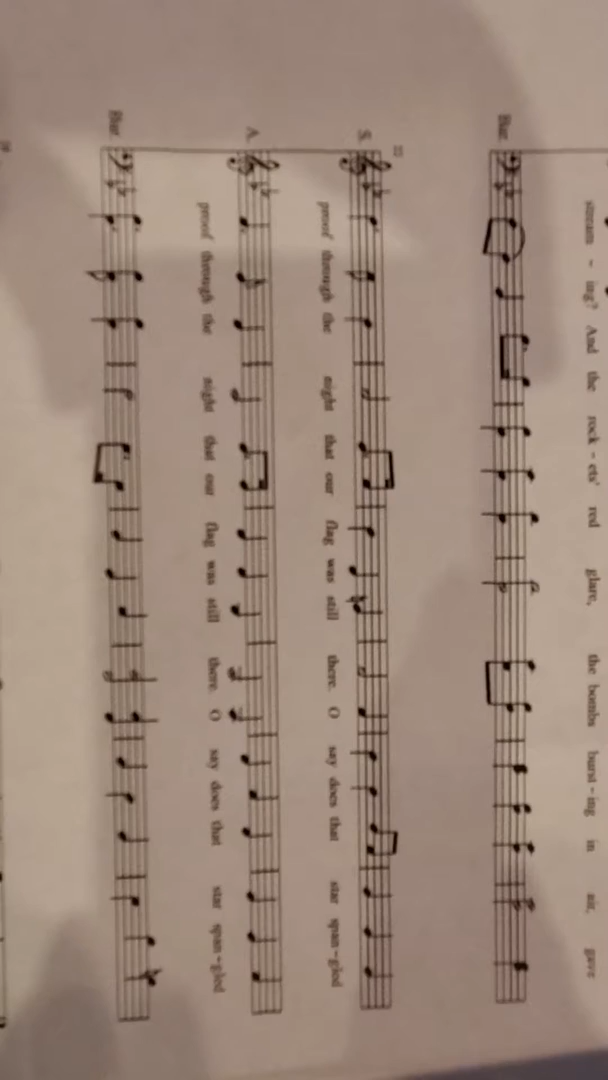 stream - ing? And the rock - ets' red glare, the bombs burst - ing in air, gave
Bar.
22
S.
proof through the night that our flag was still there. O say does that star span - gled
A.
proof through the night that our flag was still there. O say does that star span - gled
Bar.